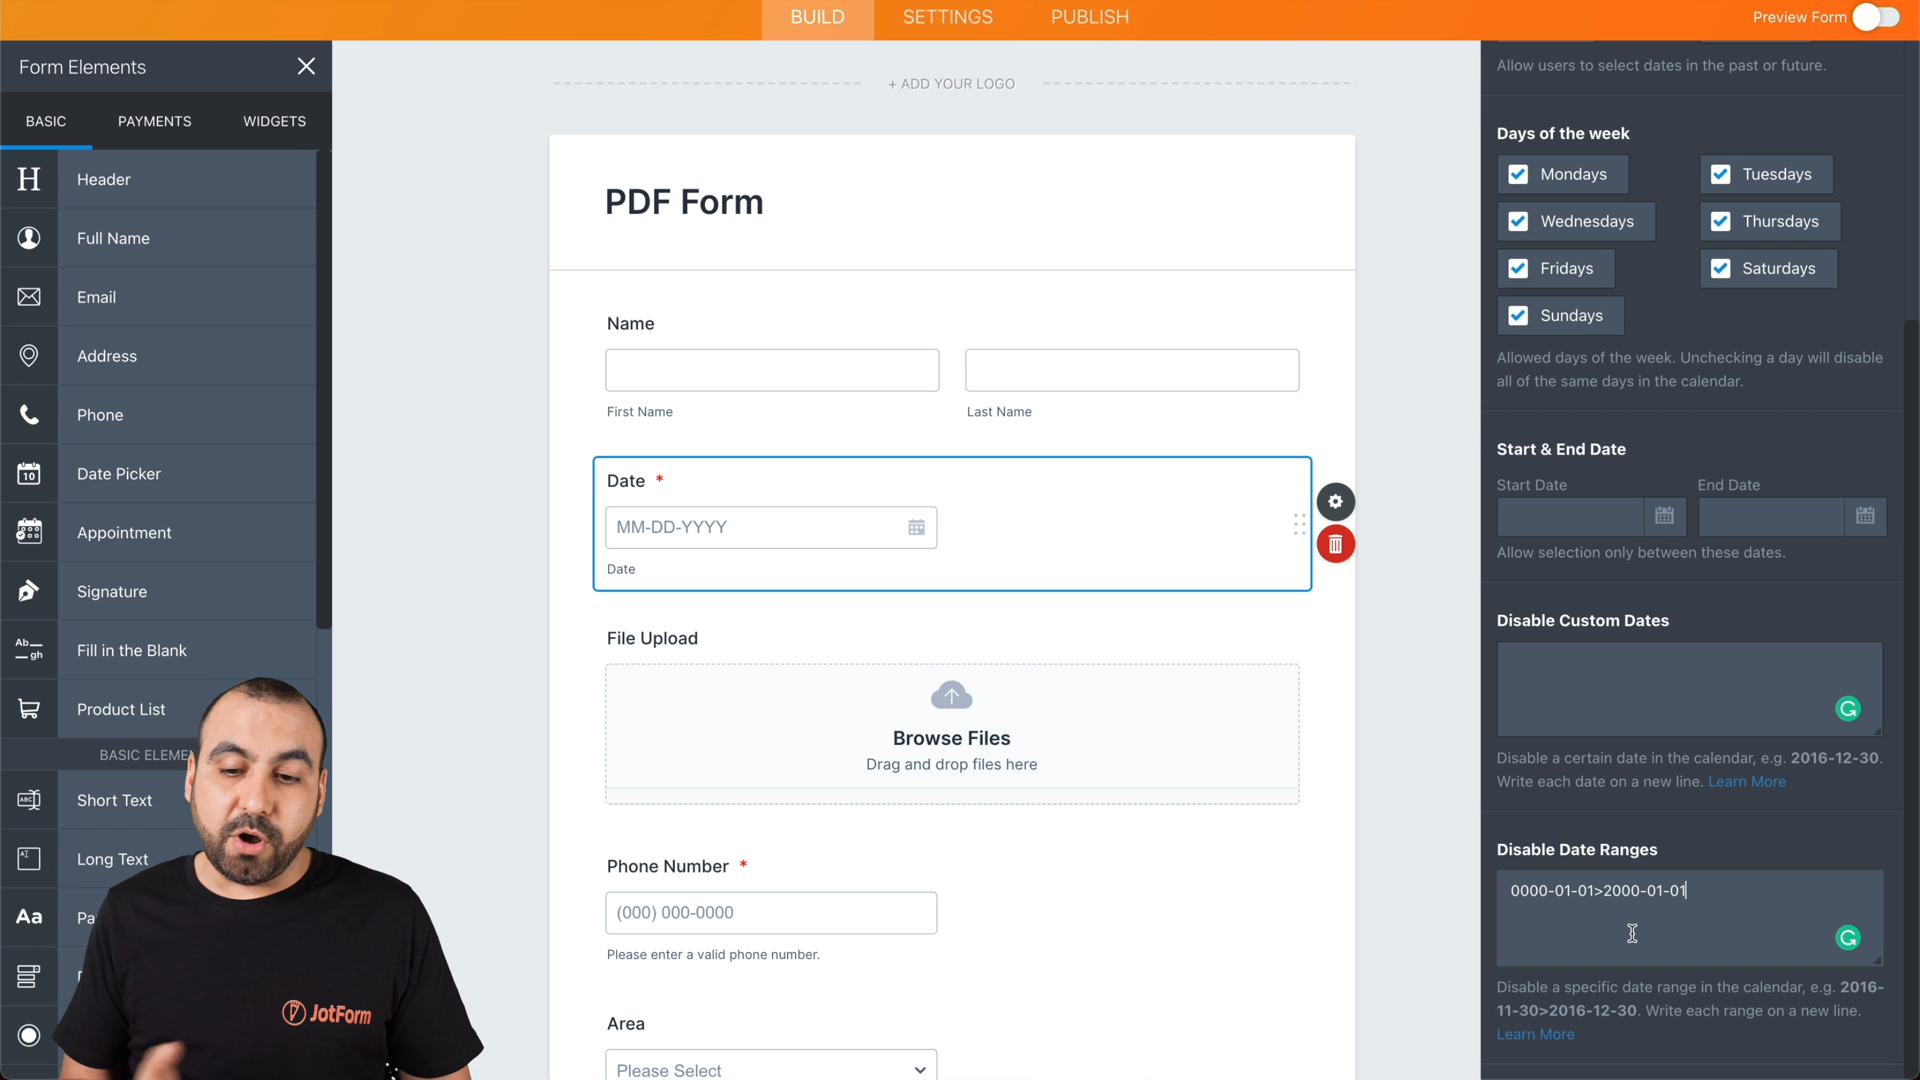 BUILD
SETTINGS
PUBLISH
Preview Form
Form Elements
BASIC
PAYMENTS
WIDGETS
H
Header
Full Name
Email
Address
Phone
10
Date Picker
Appointment
Signature
Ab
gh
Fill in the Blank
Product List
BASIC ELEME
ABC
Short Text
AI
Long Text
Aa
Pa
JotForm
+ ADD YOUR LOGO
PDF Form
Name
First Name
Last Name
Date *
MM-DD-YYYY
Date
File Upload
Browse Files
Drag and drop files here
Phone Number *
(000) 000-0000
Please enter a valid phone number.
Area
Please Select
Allow users to select dates in the past or future.
Days of the week
Mondays
Tuesdays
Wednesdays
Thursdays
Fridays
Saturdays
Sundays
Allowed days of the week. Unchecking a day will disable
all of the same days in the calendar.
Start & End Date
Start Date
End Date
Allow selection only between these dates.
Disable Custom Dates
Disable a certain date in the calendar, e.g. 2016-12-30.
Write each date on a new line. Learn More
Disable Date Ranges
0000-01-01>2000-01-01
Disable a specific date range in the calendar, e.g. 2016-
11-30>2016-12-30. Write each range on a new line.
Learn More